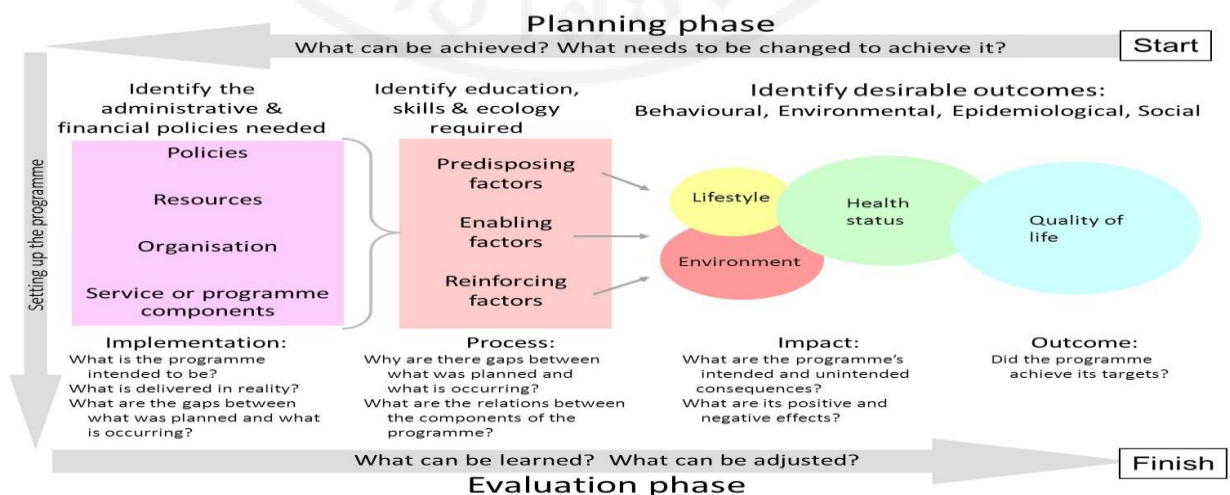 Planning phase
What can be achieved? What needs to be changed to achieve it?
Start
Setting up the programme
Identify the
administrative &
financial policies needed
Policies
Resources
Organisation
Service or programme
components
Identify education,
skills & ecology
required
Predisposing
factors
Enabling
factors
Reinforcing
factors
Identify desirable outcomes:
Behavioural, Environmental, Epidemiological, Social
Lifestyle
Environment
Health
status
Quality of
life
Implementation:
What is the programme
intended to be?
What is delivered in reality?
What are the gaps between
what was planned and what
is occurring?
Process:
Why are there gaps between
what was planned and
what is occurring?
What are the relations between
the components of the
programme?
Impact:
What are the programme's
intended and unintended
consequences?
What are its positive and
negative effects?
Outcome:
Did the programme
achieve its targets?
What can be learned? What can be adjusted?
Finish
Evaluation phase